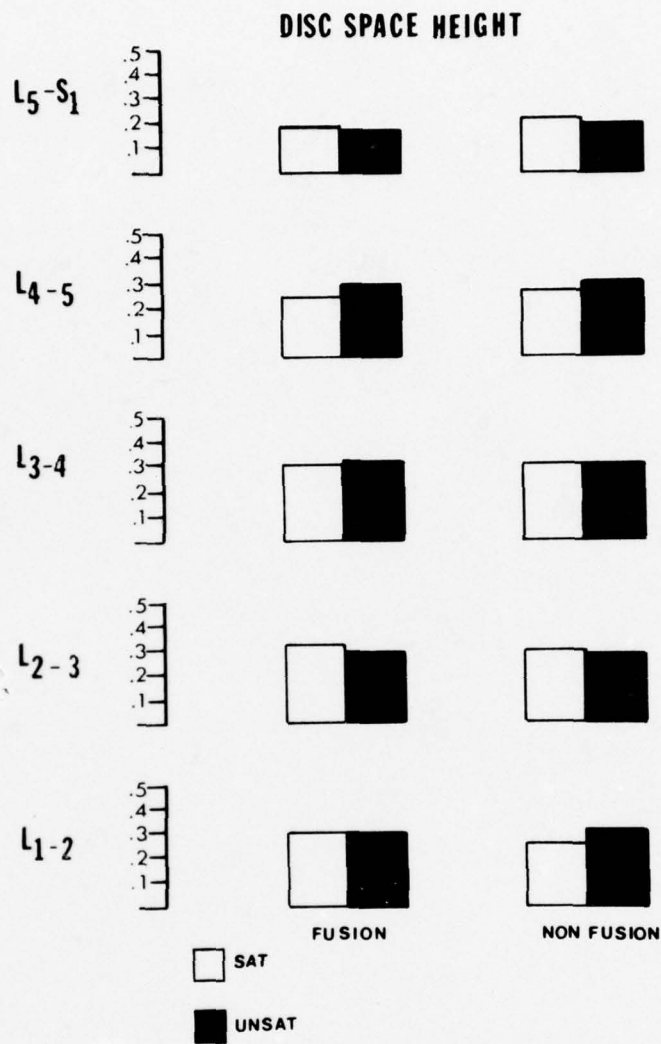 DISC SPACE HEIGHT
L5-S1
.5
.4
.3
.2
.1
L4-5
.5
.4
.3
.2
.1
L3-4
.5
.4
.3
.2
.1
L2-3
.5
.4
.3
.2
.1
L1-2
.5
.4
.3
.2
.1
FUSION NON FUSION
SAT
UNSAT